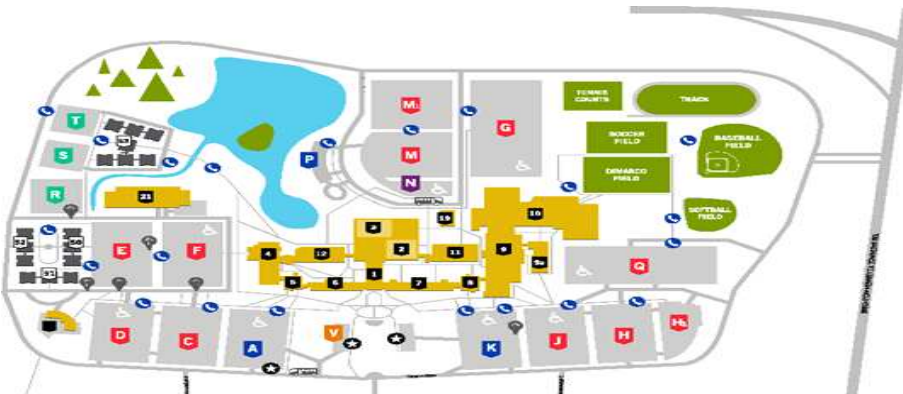 T
S
R
P
M1
M
N
G
TENNIS
COURTS
TRACK
SOCCER
FIELD
BASEBALL
FIELD
DIMARCO
FIELD
SOFTBALL
FIELD
21
E
F
4
12
3
2
1
11
19
10
9
5
6
7
8
Q
D
C
A
V
K
J
H